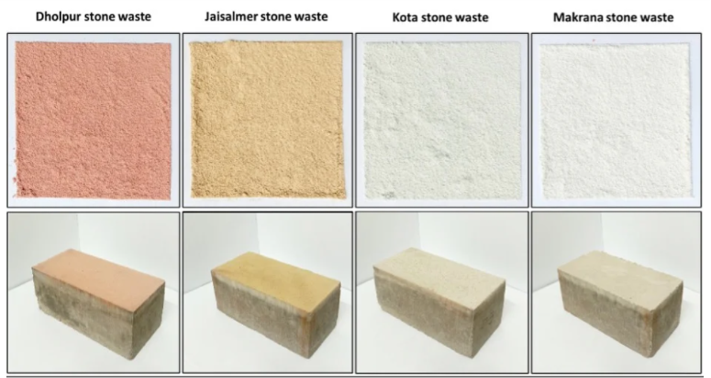 Dholpur stone waste
Jaisalmer stone waste
Kota stone waste
Makrana stone waste